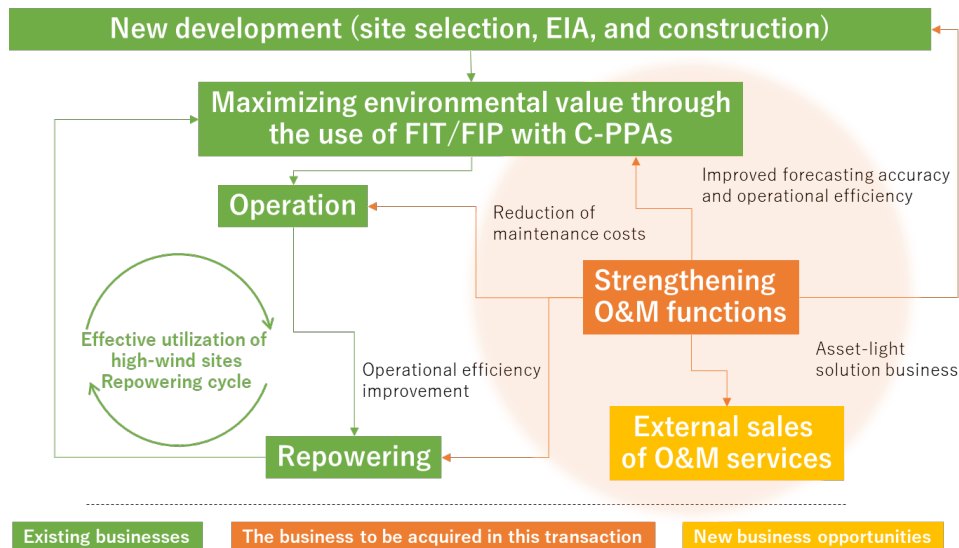 New development (site selection, EIA, and construction)
Maximizing environmental value through
the use of FIT/FIP with C-PPAs
Improved forecasting accuracy
and operational efficiency
Operation
Reduction of
maintenance costs
Strengthening
O&M functions
Effective utilization of
high-wind sites
Repowering cycle
Operational efficiency
improvement
Asset-light
solution business
External sales
of O&M services
Repowering
Existing businesses
The business to be acquired in this transaction
New business opportunities